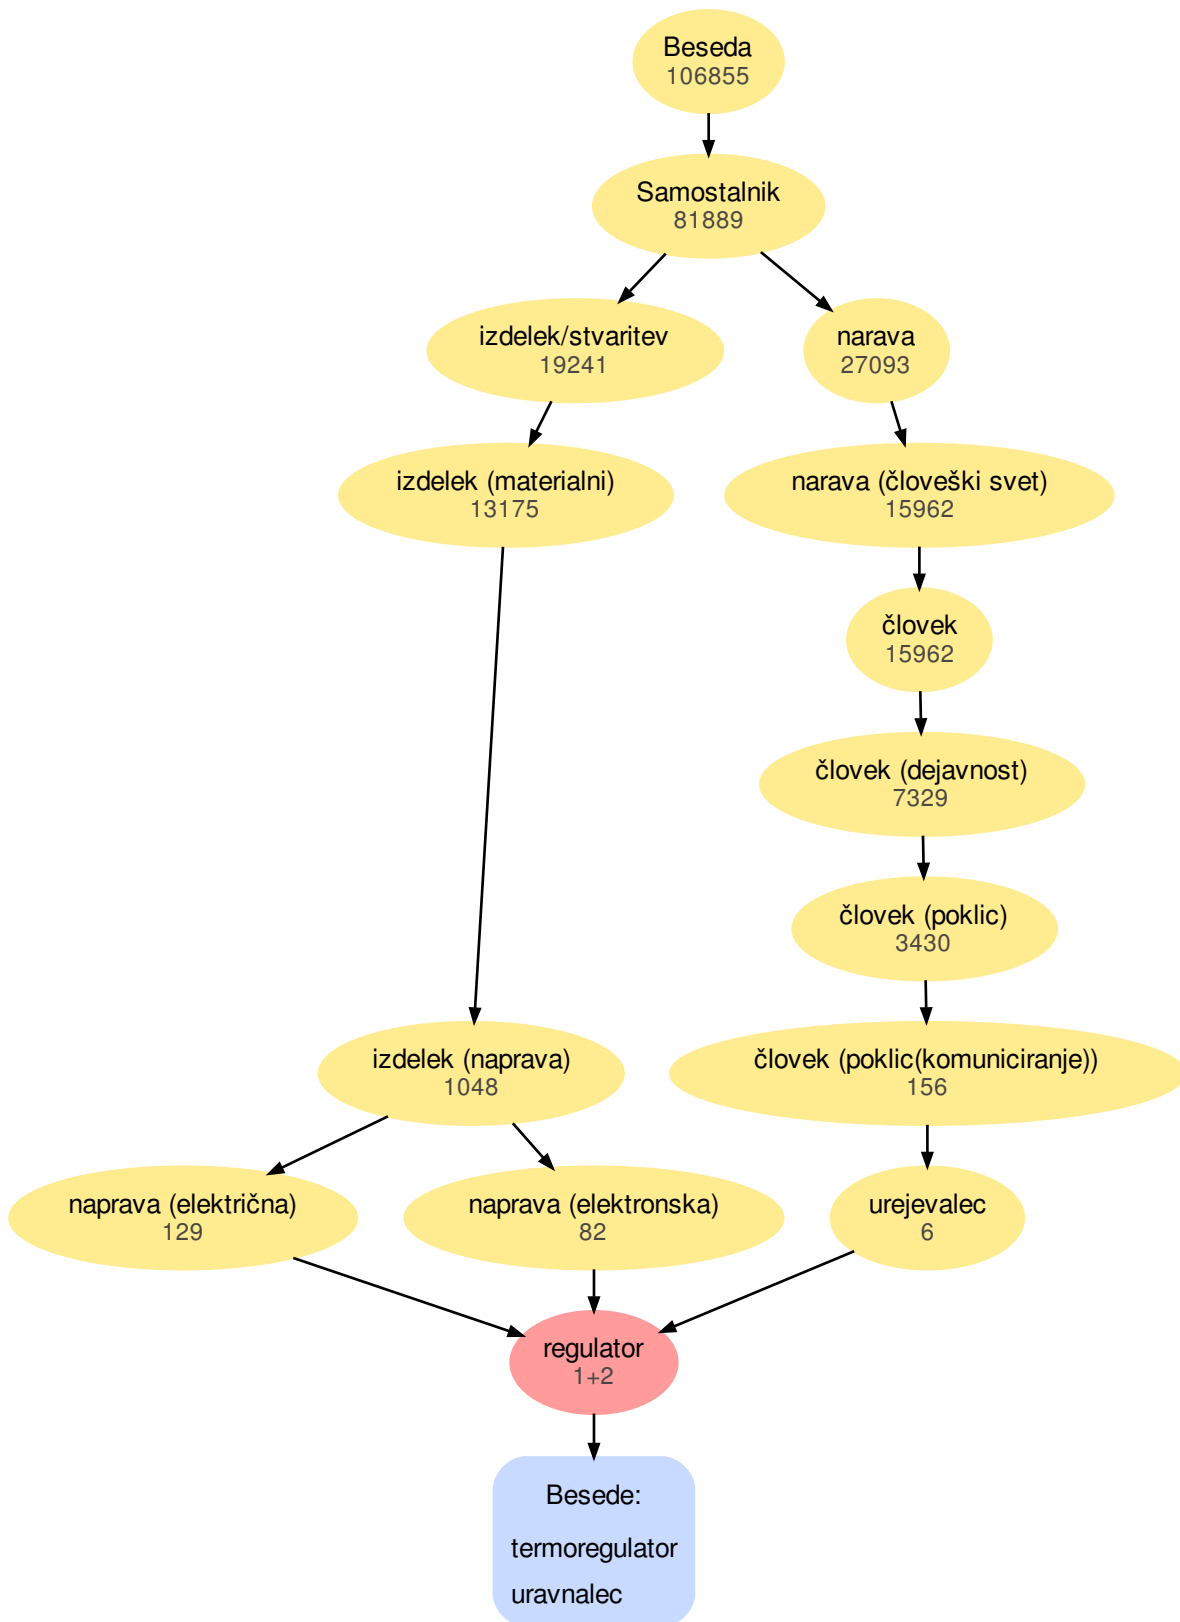 Beseda
106855
Samostalnik
81889
izdelek/stvaritev
19241
narava
27093
izdelek (materialni)
13175
narava (človeški svet)
15962
človek
15962
človek (dejavnost)
7329
človek (poklic)
3430
izdelek (naprava)
1048
človek (poklic(komuniciranje))
156
naprava (električna)
129
naprava (elektronska)
82
urejevalec
6
regulator
1+2
Besede:
termoregulator
uravnalec